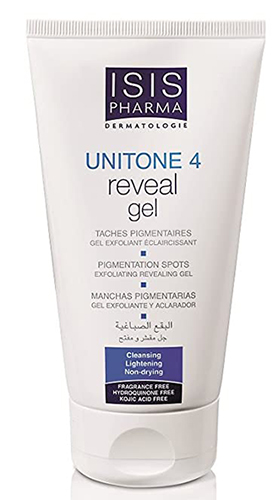 ISIS
PHARMA
DERMATOLOGIE
UNITONE 4
reveal
gel
TACHES PIGMENTAIRES
GEL EXFOLIANT ÉCLAIRCISSANT
PIGMENTATION SPOTS
EXFOLIATING REVEALING GEL
MANCHAS PIGMENTARIAS
GEL EXFOLIANTE Y ACLARADOR
البقع الصباغية
جل مقشر و مفتح
Cleansing
Lightening
Non-drying
FRAGRANCE FREE
HYDROQUINONE FREE
KOJIC ACID FREE